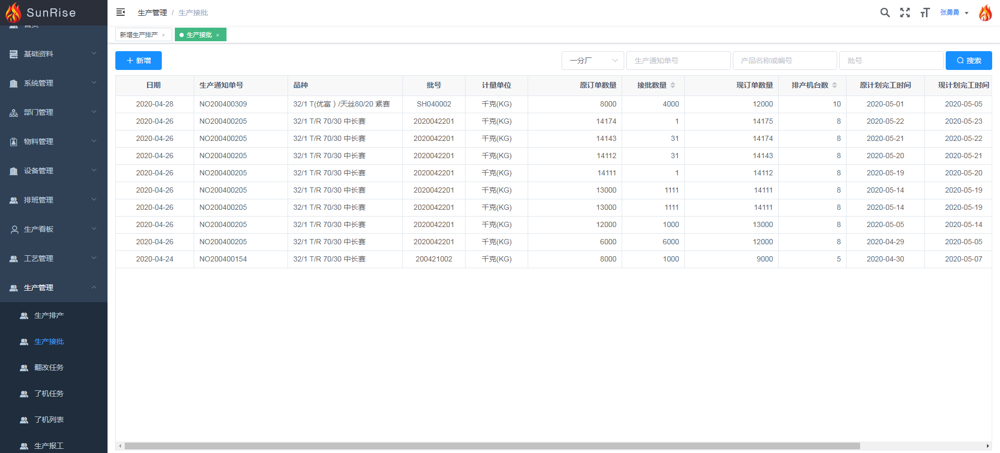 SunRise
首页
基础资料
系统管理
部门管理
物料管理
设备管理
排班管理
生产看板
工艺管理
生产管理
生产排产
生产接批
翻改任务
了机任务
了机列表
生产报工
生产管理 / 生产接批
张勇勇
新增生产排产 ×
生产接批 ×
新增
一分厂 生产通知单号 产品名称或编号 批号 搜索
日期 生产通知单号 品种 批号 计量单位 原订单数量 接批数量 现订单数量 排产机台数 原计划完工时间 现计划完工时间
2020-04-28 NO200400309 32/1 T(优富）/天丝80/20 紧赛 SH040002 千克(KG) 8000 4000 12000 10 2020-05-01 2020-05-05
2020-04-26 NO200400205 32/1 T/R 70/30 中长赛 2020042201 千克(KG) 14174 1 14175 8 2020-05-22 2020-05-23
2020-04-26 NO200400205 32/1 T/R 70/30 中长赛 2020042201 千克(KG) 14143 31 14174 8 2020-05-21 2020-05-22
2020-04-26 NO200400205 32/1 T/R 70/30 中长赛 2020042201 千克(KG) 14112 31 14143 8 2020-05-20 2020-05-21
2020-04-26 NO200400205 32/1 T/R 70/30 中长赛 2020042201 千克(KG) 14111 1 14112 8 2020-05-19 2020-05-20
2020-04-26 NO200400205 32/1 T/R 70/30 中长赛 2020042201 千克(KG) 13000 1111 14111 8 2020-05-14 2020-05-19
2020-04-26 NO200400205 32/1 T/R 70/30 中长赛 2020042201 千克(KG) 13000 1111 14111 8 2020-05-14 2020-05-19
2020-04-26 NO200400205 32/1 T/R 70/30 中长赛 2020042201 千克(KG) 12000 1000 13000 8 2020-05-05 2020-05-14
2020-04-26 NO200400205 32/1 T/R 70/30 中长赛 2020042201 千克(KG) 6000 6000 12000 8 2020-04-29 2020-05-05
2020-04-24 NO200400154 32/1 T/R 70/30 中长赛 200421002 千克(KG) 8000 1000 9000 5 2020-04-30 2020-05-07